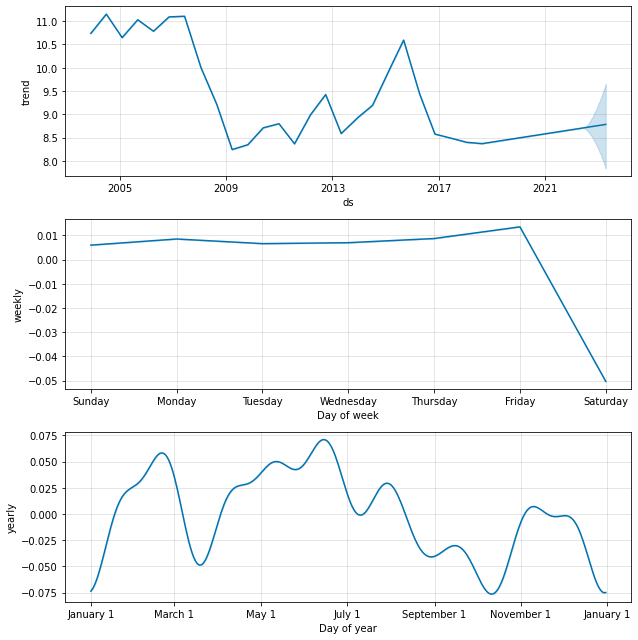 11.0
10.5
10.0
9.5
9.0
8.5
8.0
trend
2005 2009 2013 2017 2021
ds
0.01
0.00
−0.01
−0.02
−0.03
−0.04
−0.05
weekly
Sunday Monday Tuesday Wednesday Thursday Friday Saturday
Day of week
0.075
0.050
0.025
0.000
−0.025
−0.050
−0.075
yearly
January 1 March 1 May 1 July 1 September 1 November 1 January 1
Day of year